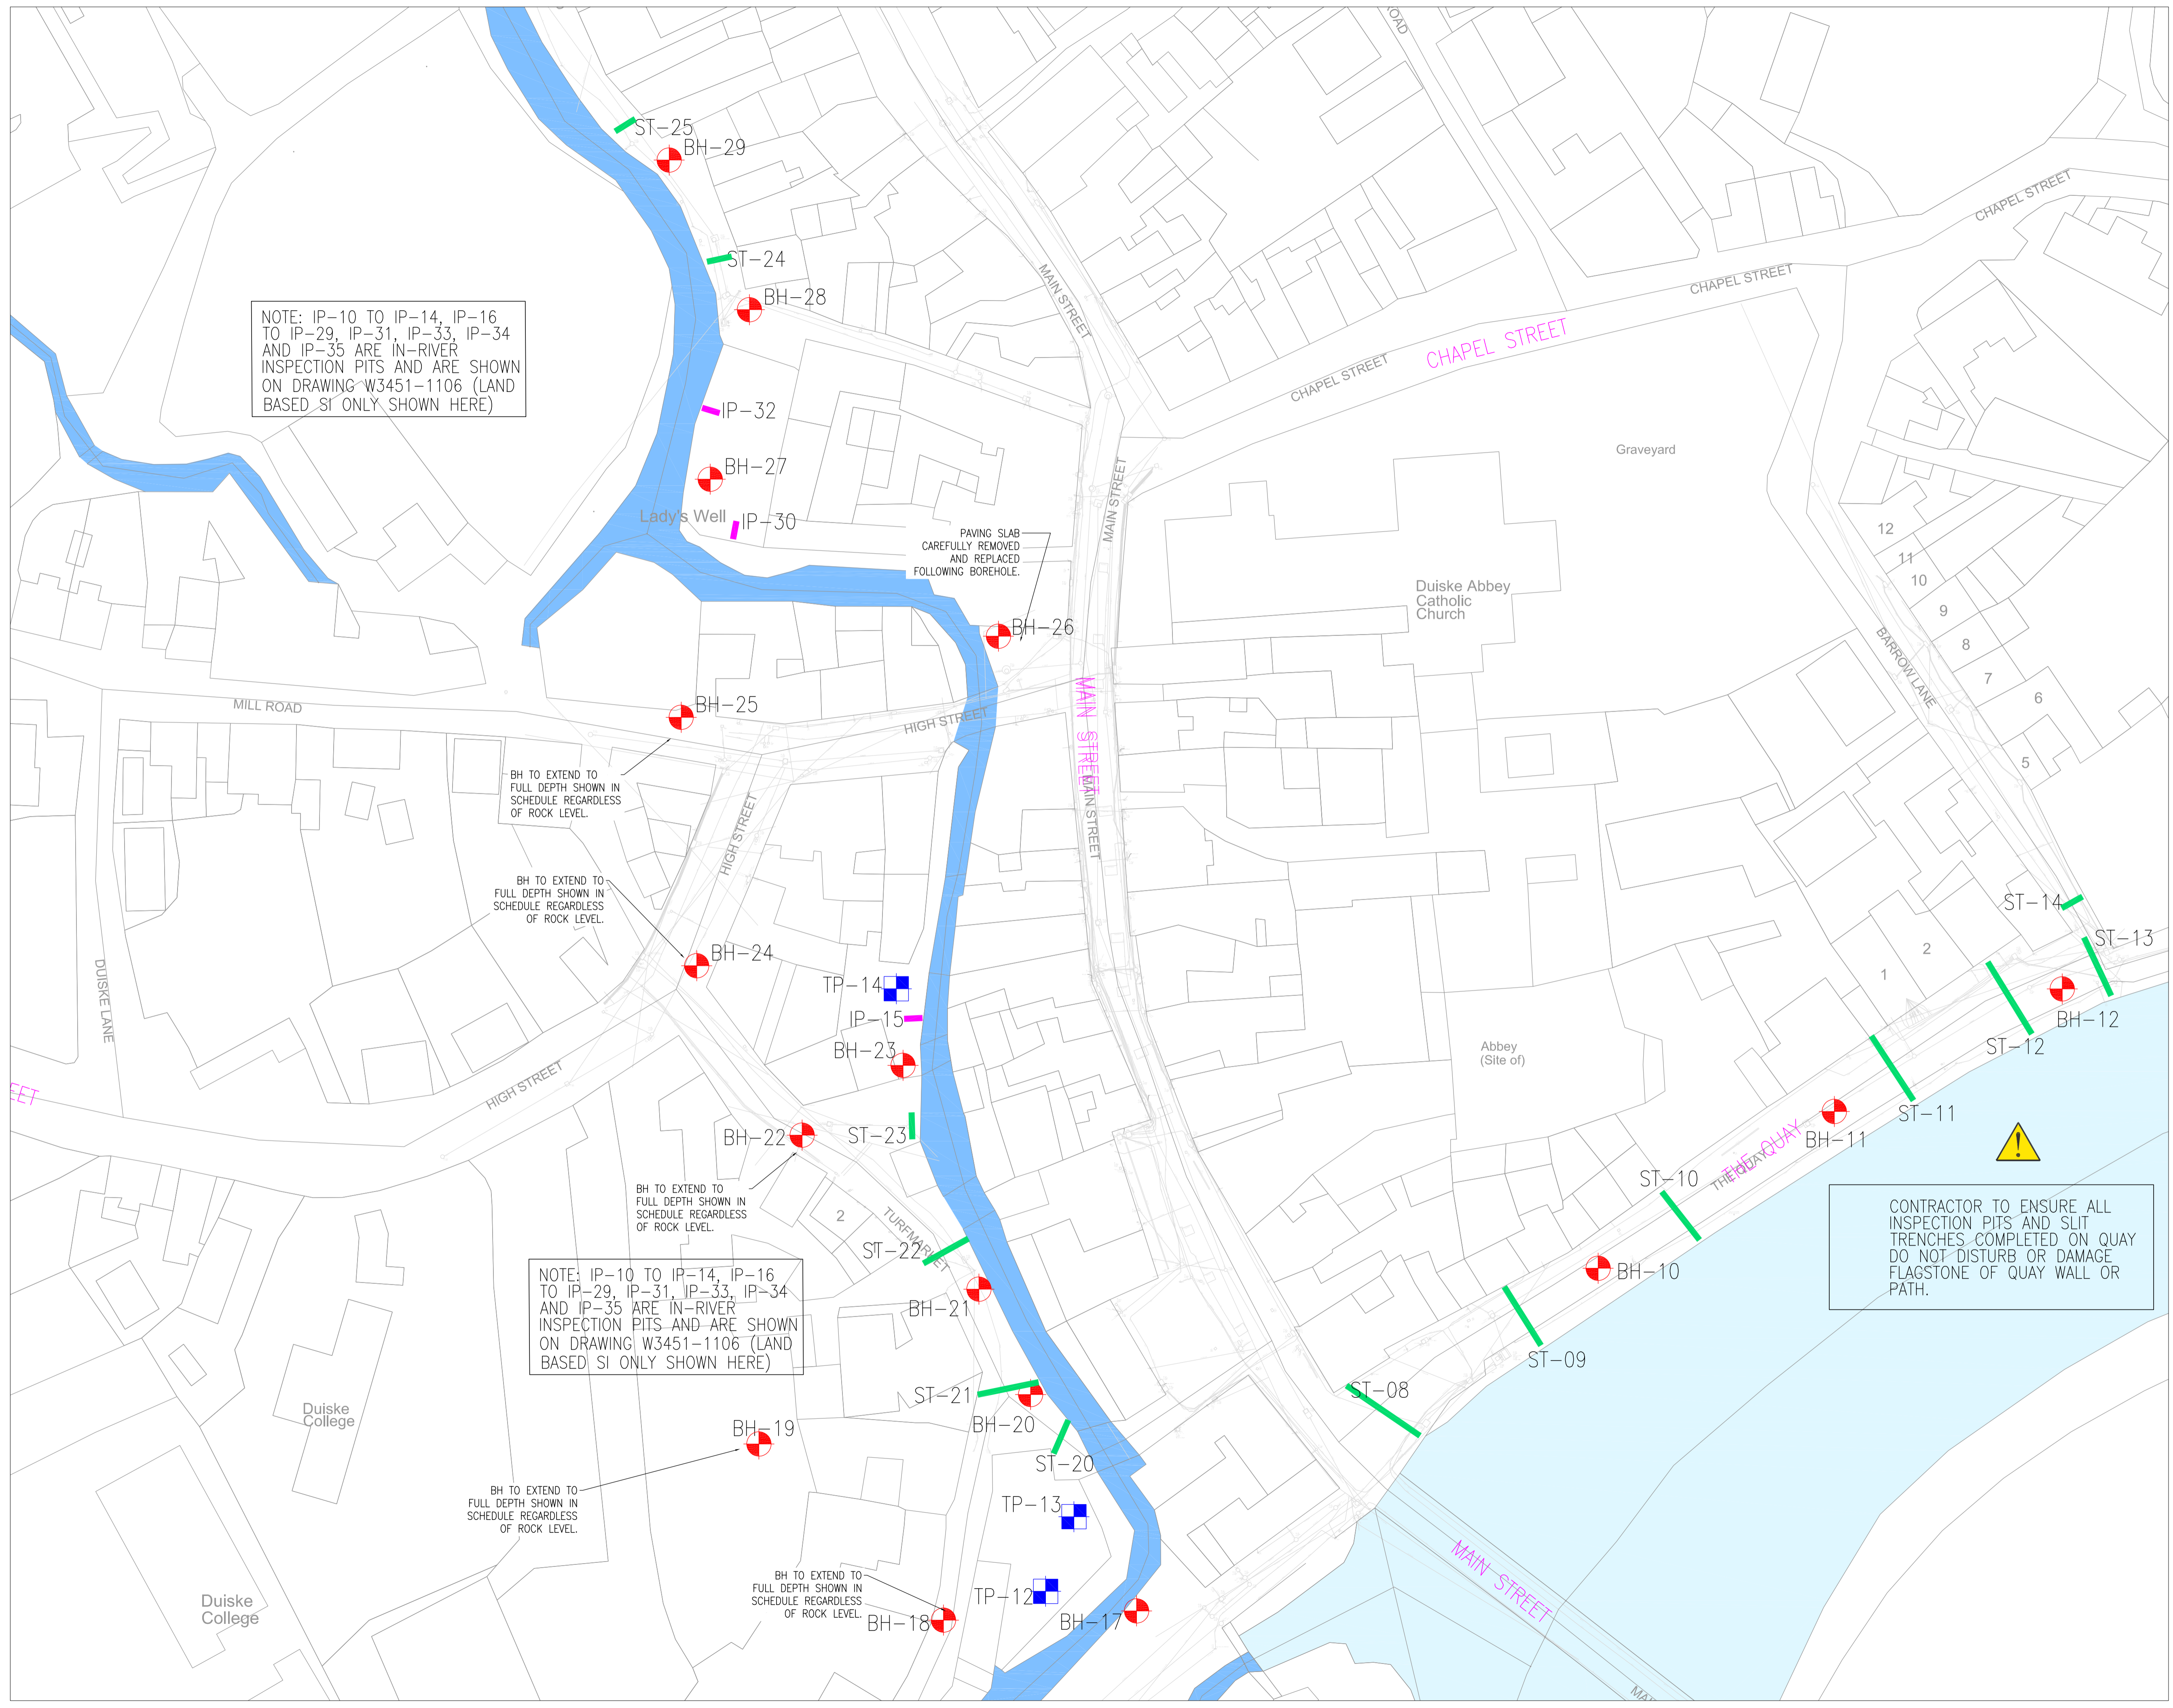 ROAD
ST-25
BH-29
CHAPEL STREET
ST-24
MAIN STREET
CHAPEL STREET
BH-28
NOTE: IP-10 TO IP-14, IP-16
TO IP-29, IP-31, IP-33, IP-34
AND IP-35 ARE IN-RIVER
INSPECTION PITS AND ARE SHOWN
ON DRAWING W3451-1106 (LAND
BASED SI ONLY SHOWN HERE)
CHAPEL STREET
CHAPEL STREET
IP-32
Graveyard
BH-27
MAIN STREET
Lady's Well
IP-30
12
11
10
9
8
7
6
5
PAVING SLAB
CAREFULLY REMOVED
AND REPLACED
FOLLOWING BOREHOLE.
Duiske Abbey
Catholic
Church
BH-26
BARROW LANE
MILL ROAD
BH-25
HIGH STREET
MAIN STREET
MAIN STREET
BH TO EXTEND TO
FULL DEPTH SHOWN IN
SCHEDULE REGARDLESS
OF ROCK LEVEL.
HIGH STREET
BH TO EXTEND TO
FULL DEPTH SHOWN IN
SCHEDULE REGARDLESS
OF ROCK LEVEL.
ST-14
ST-13
2
1
BH-24
DUISKE LANE
TP-14
IP-15
BH-12
ST-12
BH-23
Abbey
(Site of)
HIGH STREET
EET
ST-11
BH-22
ST-23
BH-11
THE QUAY
THE QUAY
ST-10
BH TO EXTEND TO
FULL DEPTH SHOWN IN
SCHEDULE REGARDLESS
OF ROCK LEVEL.
2
TURFMARKET
ST-22
CONTRACTOR TO ENSURE ALL
INSPECTION PITS AND SLIT
TRENCHES COMPLETED ON QUAY
DO NOT DISTURB OR DAMAGE
FLAGSTONE OF QUAY WALL OR
PATH.
BH-10
NOTE: IP-10 TO IP-14, IP-16
TO IP-29, IP-31, IP-33, IP-34
AND IP-35 ARE IN-RIVER
INSPECTION PITS AND ARE SHOWN
ON DRAWING W3451-1106 (LAND
BASED SI ONLY SHOWN HERE)
BH-21
ST-09
ST-08
ST-21
BH-20
Duiske
College
BH-19
ST-20
BH TO EXTEND TO
FULL DEPTH SHOWN IN
SCHEDULE REGARDLESS
OF ROCK LEVEL.
TP-13
MAIN STREET
BH TO EXTEND TO
FULL DEPTH SHOWN IN
SCHEDULE REGARDLESS
OF ROCK LEVEL.
TP-12
Duiske
College
BH-18
BH-17